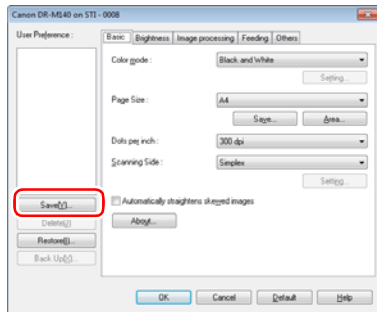 Canon DR-M140 on STI - 0008
User Preference :
Save(V)...
Delete(J)
Restore(I)...
Back Up(X)...
Basic Brightness Image processing Feeding Others
Color mode : Black and White
Setting...
Page Size : A4
Save... Area...
Dots per inch : 300 dpi
Scanning Side : Simplex
Setting...
Automatically straightens skewed images
About...
OK Cancel Default Help